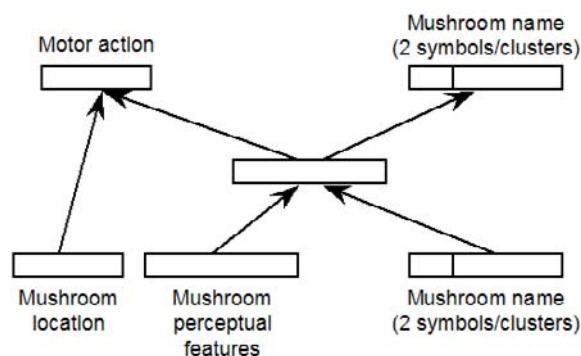 Motor action
Mushroom name
(2 symbols/clusters)
Mushroom
location
Mushroom
perceptual
features
Mushroom name
(2 symbols/clusters)